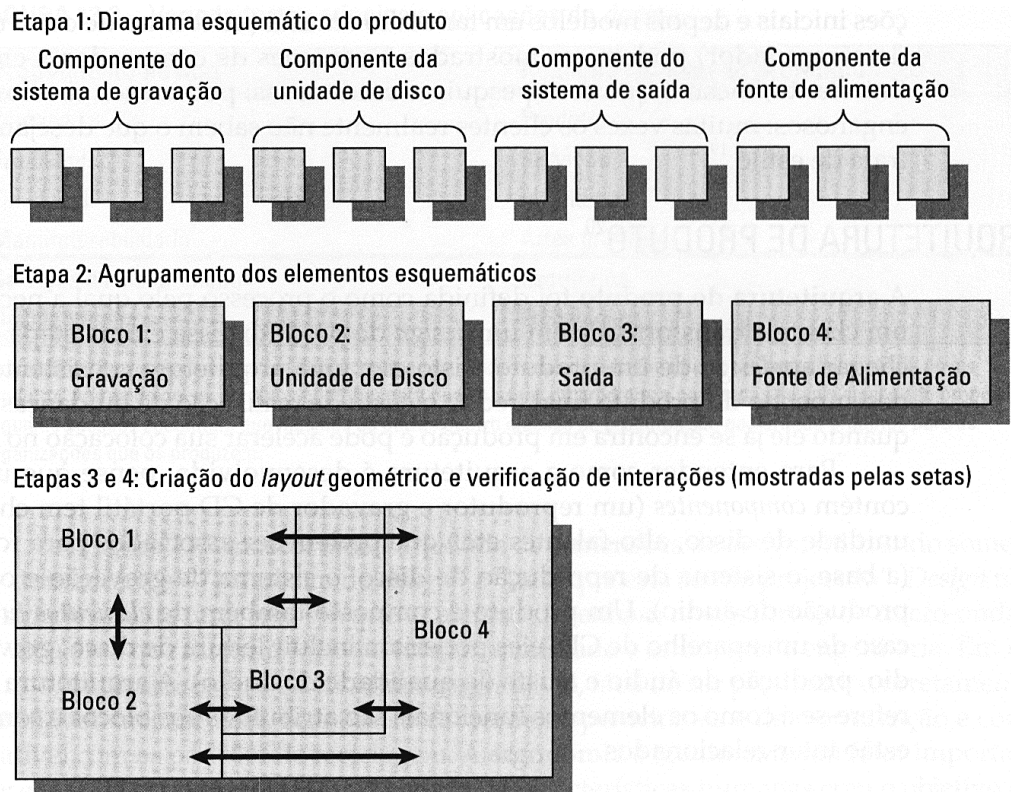 Etapa 1: Diagrama esquemático do produto
Componente do
sistema de gravação
Componente da
unidade de disco
Componente do
sistema de saída
Componente da
fonte de alimentação
Etapa 2: Agrupamento dos elementos esquemáticos
Bloco 1:
Gravação
Bloco 2:
Unidade de Disco
Bloco 3:
Saída
Bloco 4:
Fonte de Alimentação
Etapas 3 e 4: Criação do layout geométrico e verificação de interações (mostradas pelas setas)
Bloco 1
Bloco 4
Bloco 3
Bloco 2